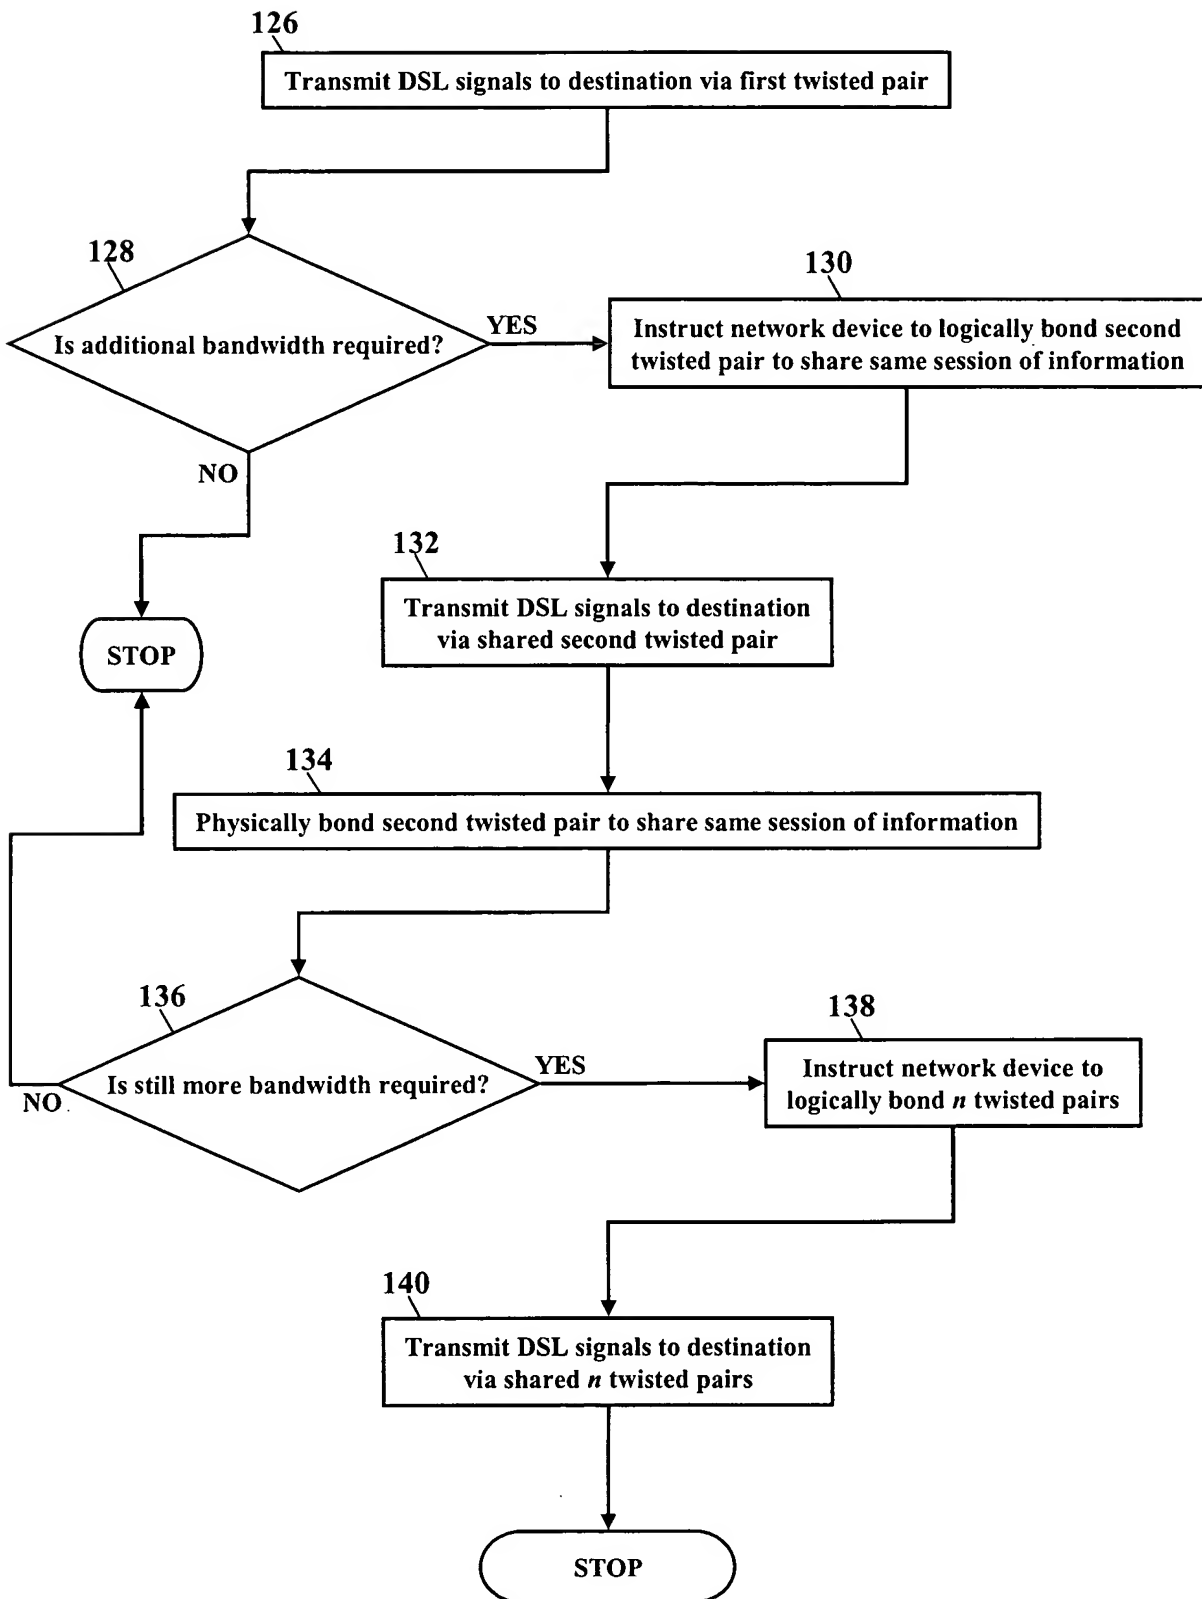 126
Transmit DSL signals to destination via first twisted pair
128
Is additional bandwidth required?
YES
130
Instruct network device to logically bond second
twisted pair to share same session of information
NO
132
Transmit DSL signals to destination
via shared second twisted pair
STOP
134
Physically bond second twisted pair to share same session of information
136
Is still more bandwidth required?
YES
NO
138
Instruct network device to
logically bond n twisted pairs
140
Transmit DSL signals to destination
via shared n twisted pairs
STOP